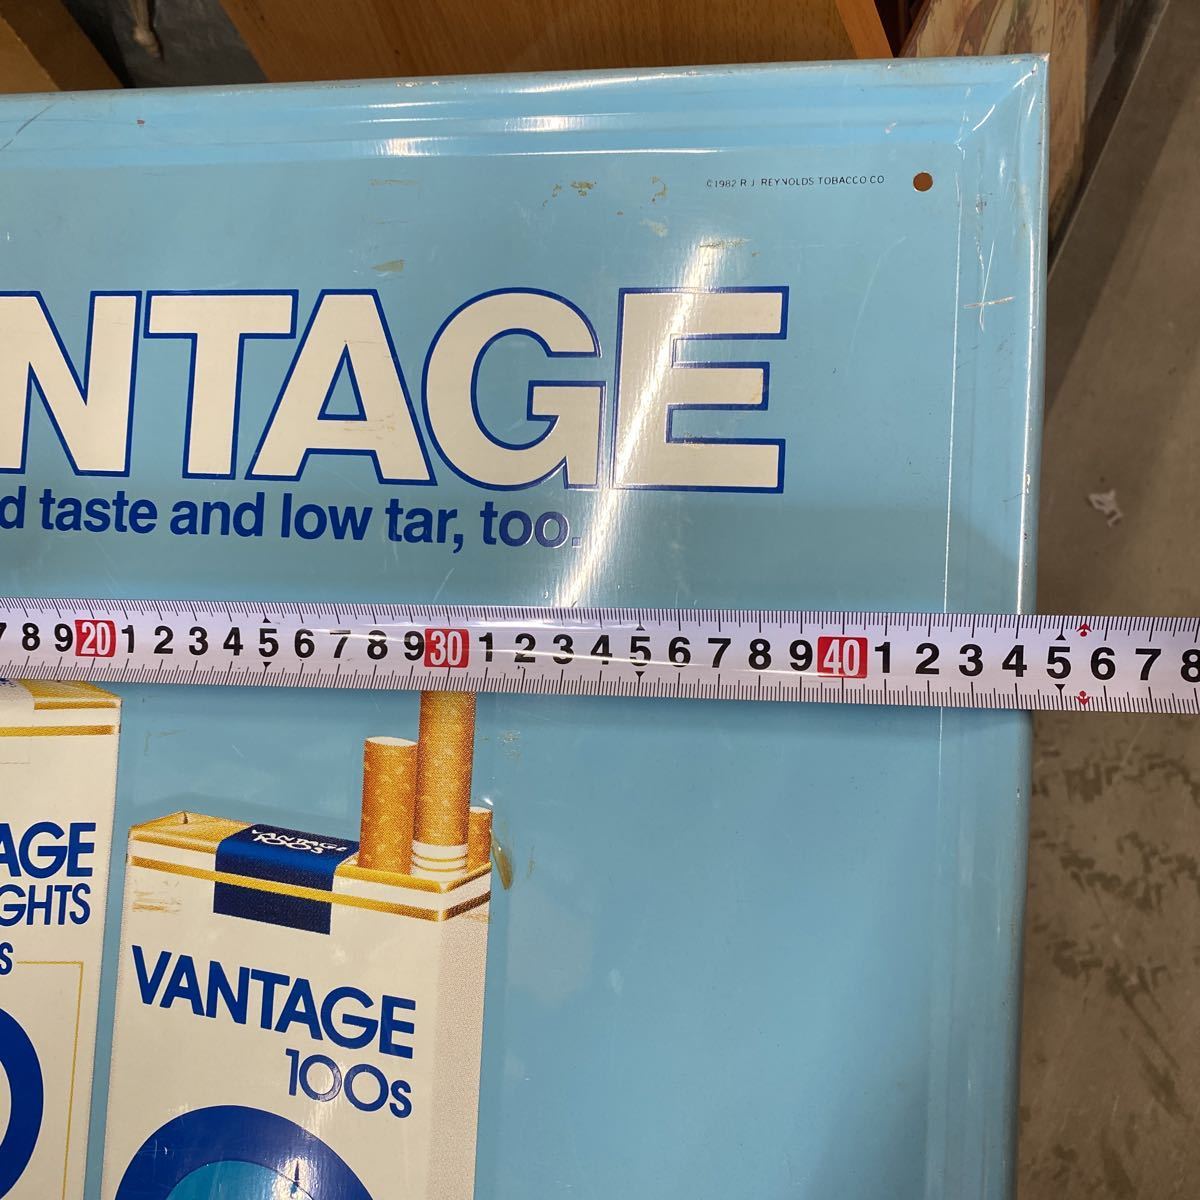 ©1982 R.J. REYNOLDS TOBACCO CO
NTAGE
d taste and low tar, too.
7 8 9 20 1 2 3 4 5 6 7 8 9 30 1 2 3 4 5 6 7 8 9 40 1 2 3 4 5 6 7 8
VANTAGE
100s
AGE
GHTS
s
VANTAGE
100s